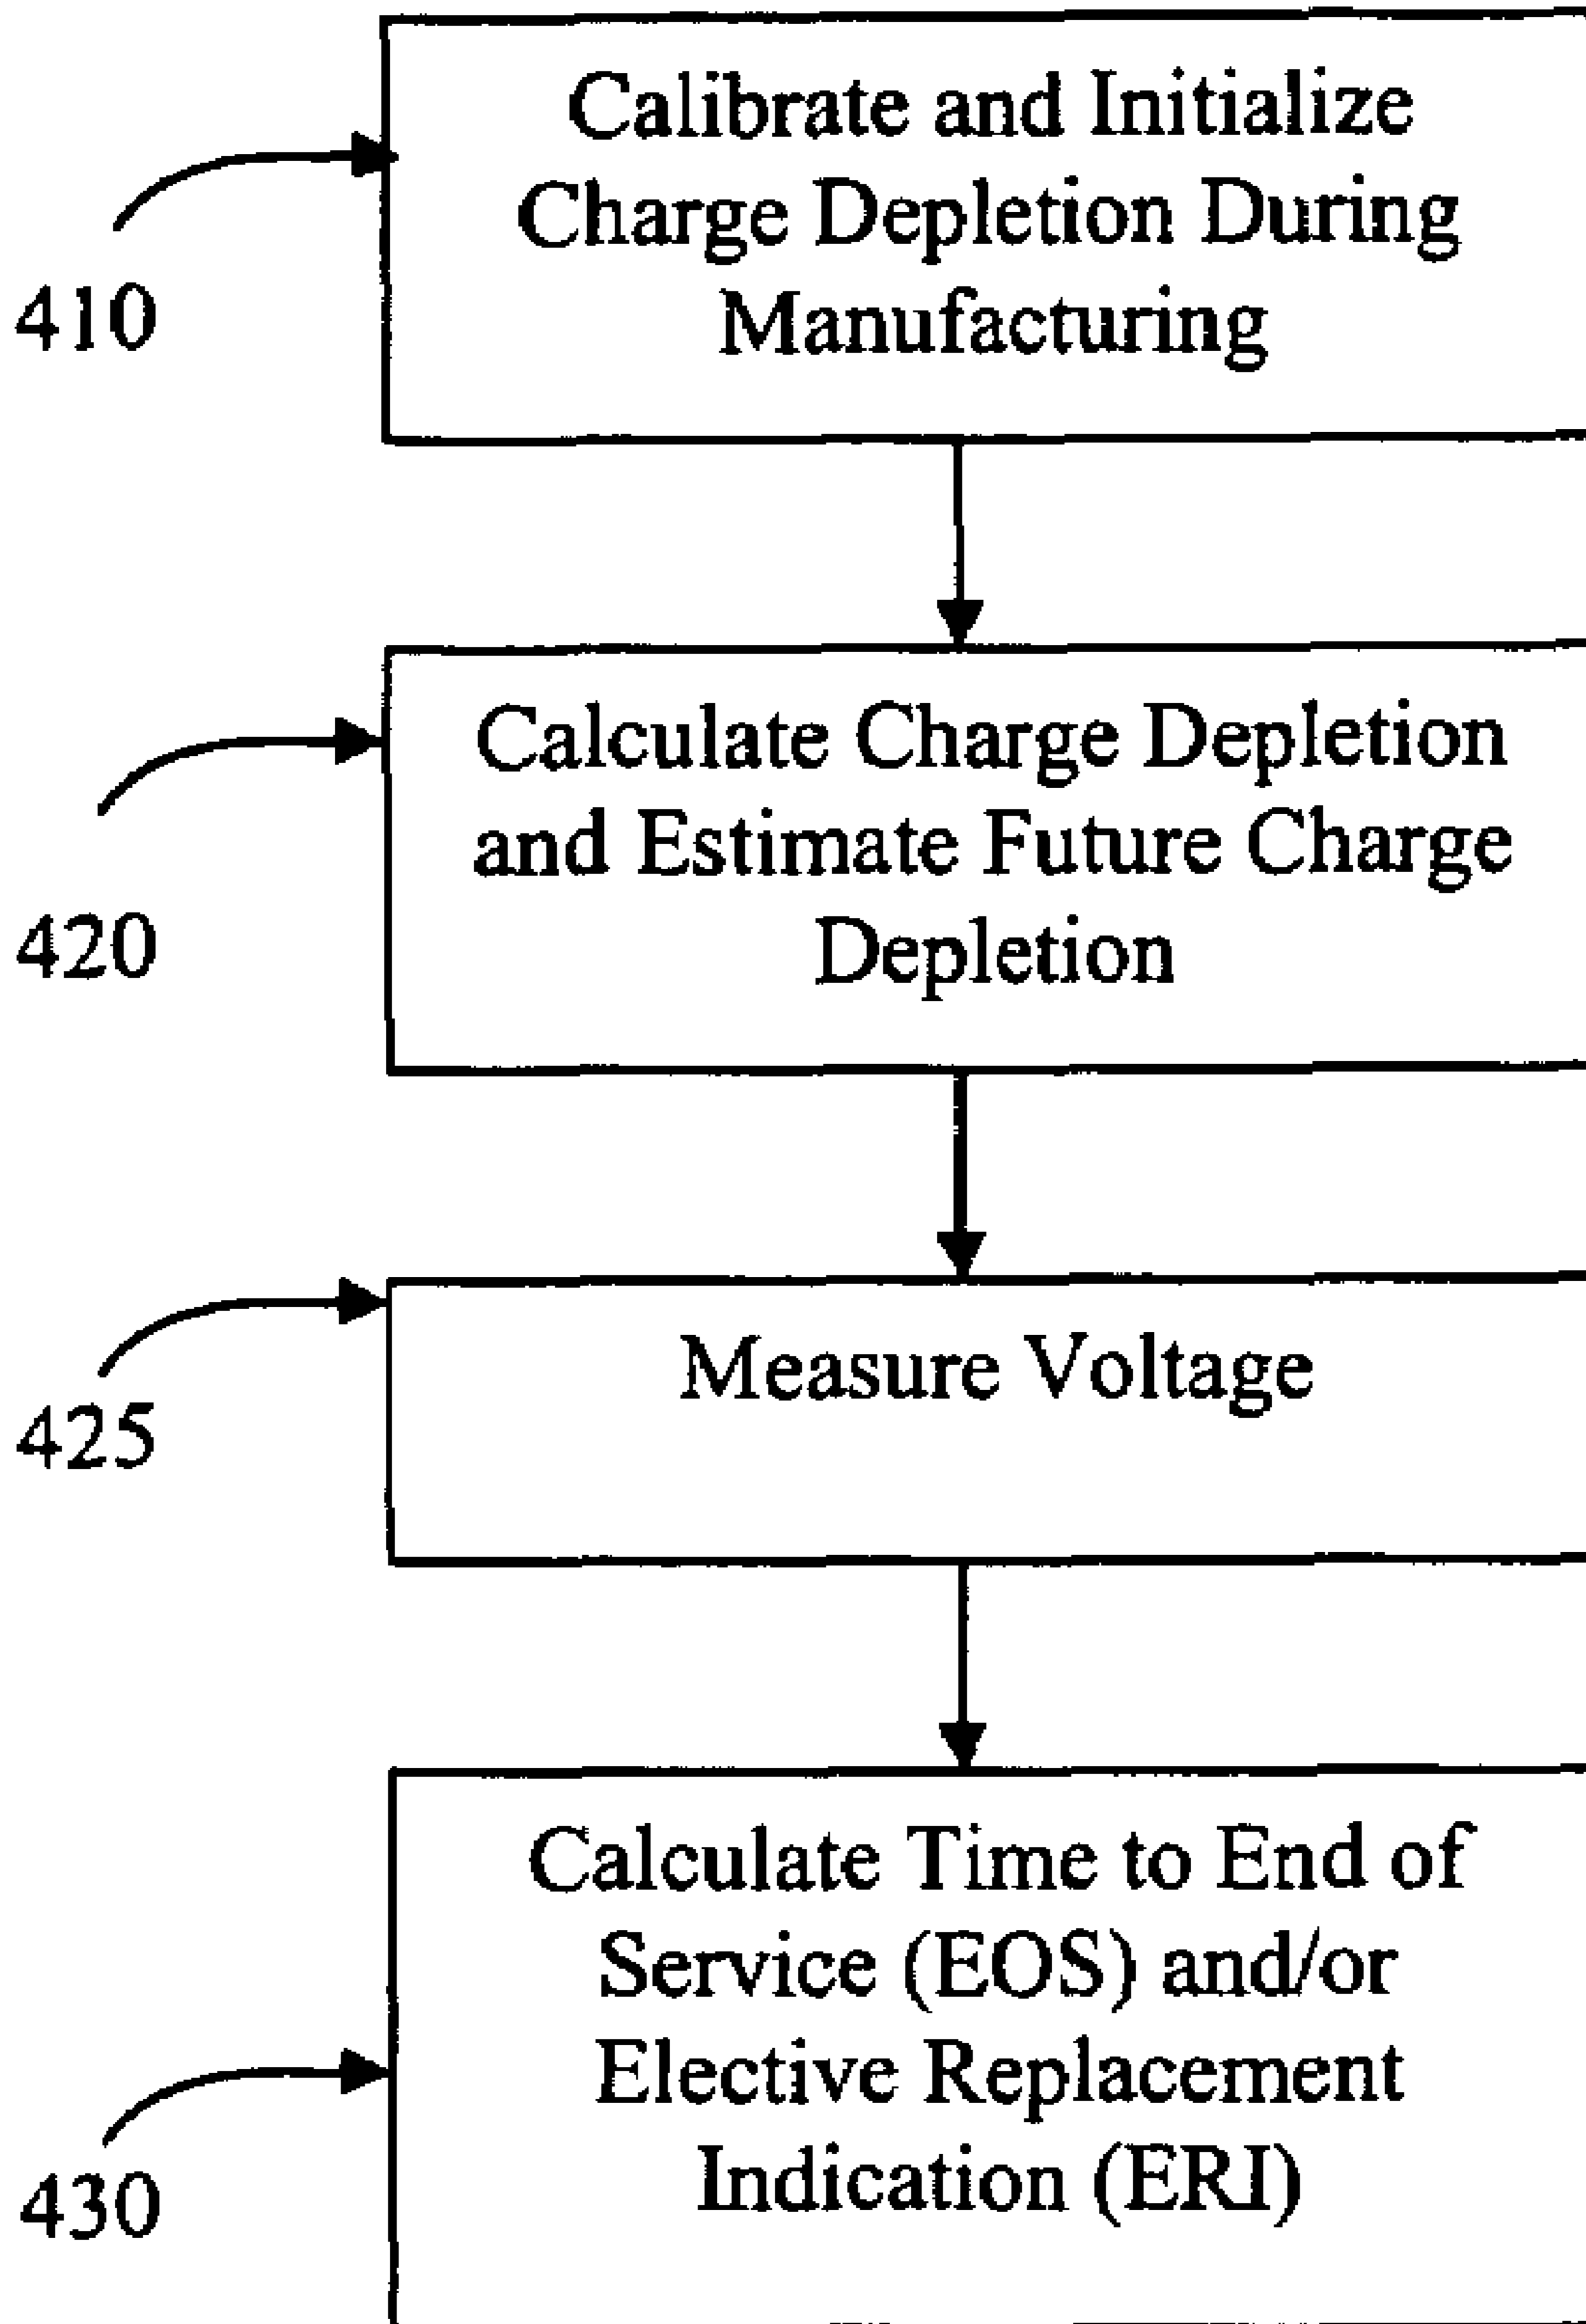 Calibrate and Initialize
Charge Depletion During
Manufacturing
410
Calculate Charge Depletion
and Estimate Future Charge
Depletion
420
Measure Voltage
425
Calculate Time to End of
Service (EOS) and/or
Elective Replacement
Indication (ERI)
430